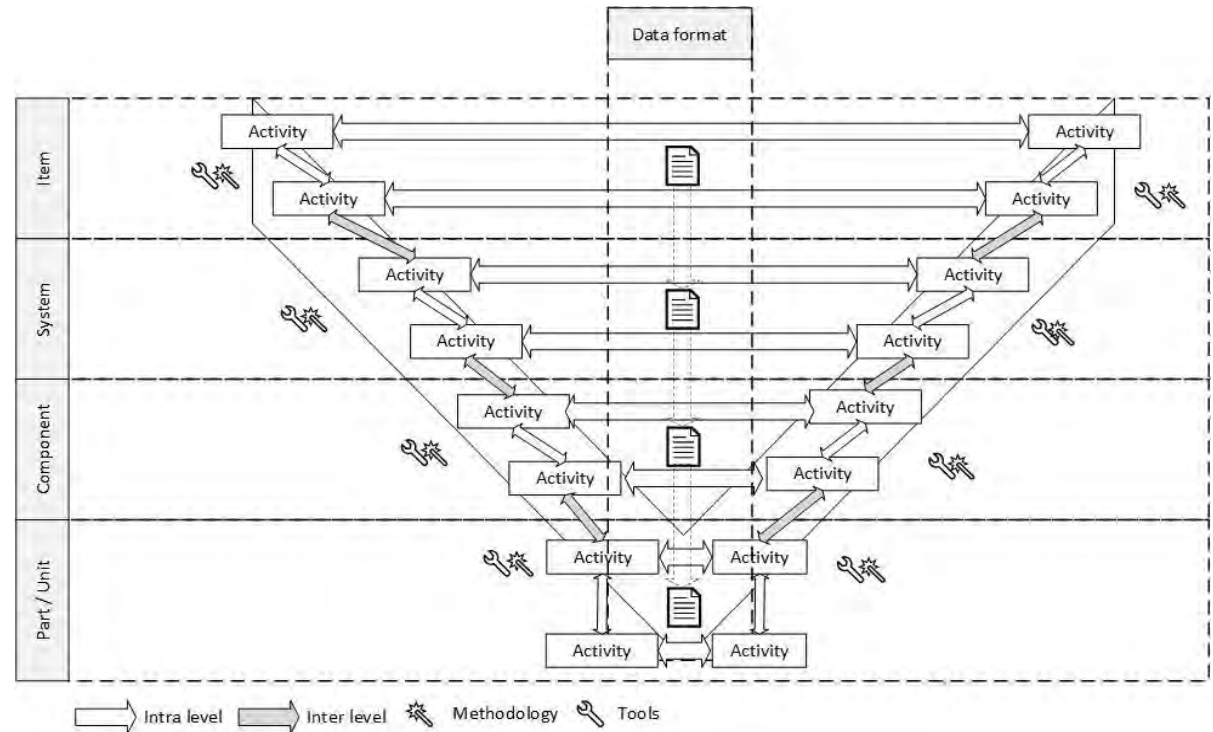 Data format
Item
Activity
Activity
Activity
Activity
System
Activity
Activity
Activity
Activity
Component
Activity
Activity
Activity
Activity
Part / Unit
Activity
Activity
Activity
Activity
Intra level
Inter level
Methodology
Tools